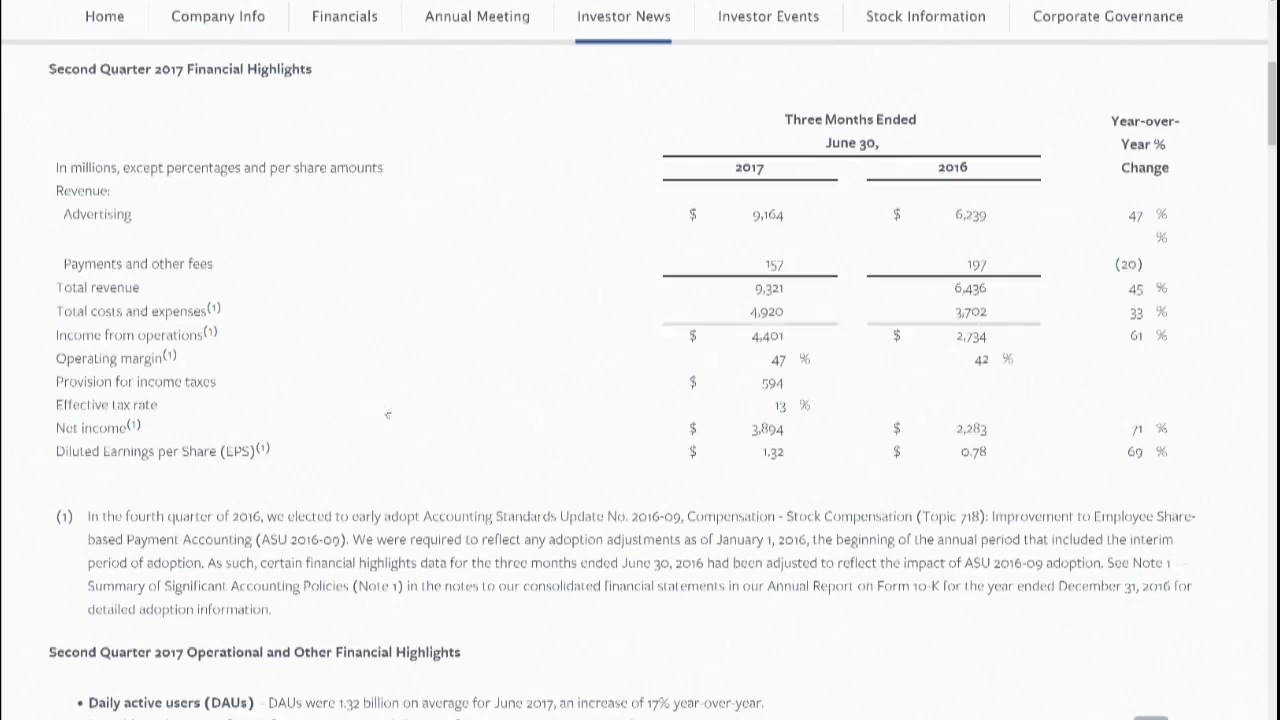 Home Company Info Financials Annual Meeting Investor News Investor Events Stock Information Corporate Governance
Second Quarter 2017 Financial Highlights
Three Months Ended June 30, Year-over-Year % Change
In millions, except percentages and per share amounts 2017 2016
Revenue:
Advertising $ 9,164 $ 6,239 47 %
%
Payments and other fees 157 197 (20)
Total revenue 9,321 6,436 45 %
Total costs and expenses(1) 4,920 3,702 33 %
Income from operations(1) $ 4,401 $ 2,734 61 %
Operating margin(1) 47 % 42 %
Provision for income taxes $ 594
Effective tax rate 13 %
Net income(1) $ 3,894 $ 2,283 71 %
Diluted Earnings per Share (EPS)(1) $ 1.32 $ 0.78 69 %
(1) In the fourth quarter of 2016, we elected to early adopt Accounting Standards Update No. 2016-09, Compensation - Stock Compensation (Topic 718): Improvement to Employee Share-
based Payment Accounting (ASU 2016-09). We were required to reflect any adoption adjustments as of January 1, 2016, the beginning of the annual period that included the interim
period of adoption. As such, certain financial highlights data for the three months ended June 30, 2016 had been adjusted to reflect the impact of ASU 2016-09 adoption. See Note 1
Summary of Significant Accounting Policies (Note 1) in the notes to our consolidated financial statements in our Annual Report on Form 10-K for the year ended December 31, 2016 for
detailed adoption information.
Second Quarter 2017 Operational and Other Financial Highlights
• Daily active users (DAUs) - DAUs were 1.32 billion on average for June 2017, an increase of 17% year-over-year.